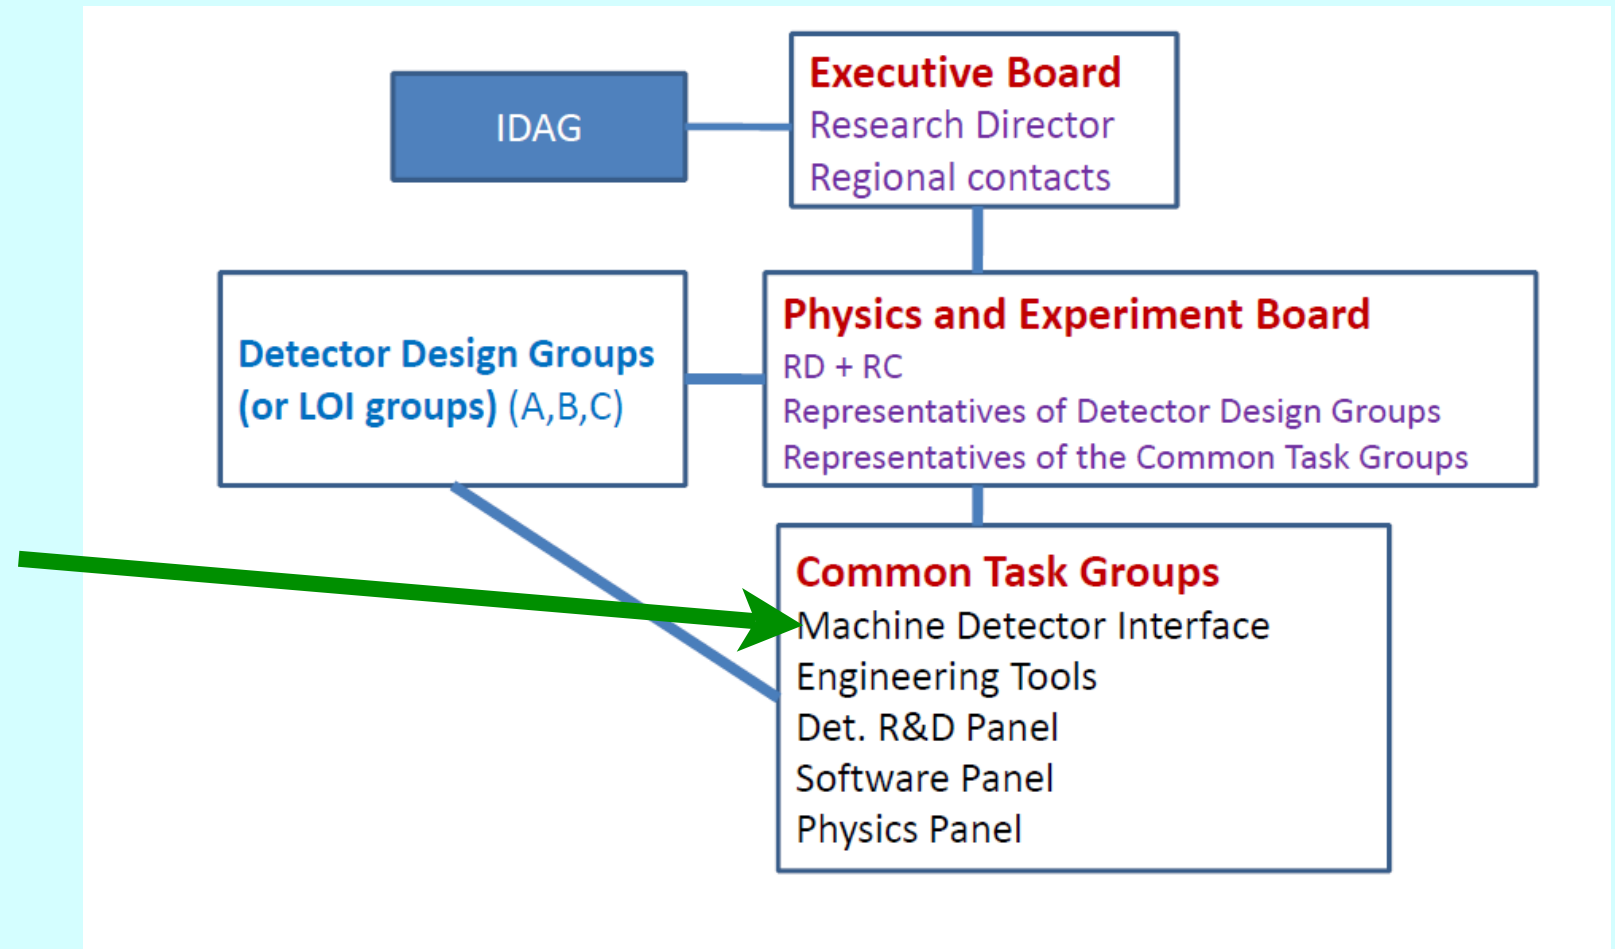 IDAG
Executive Board
Research Director
Regional contacts
Detector Design Groups
(or LOI groups) (A,B,C)
Physics and Experiment Board
RD + RC
Representatives of Detector Design Groups
Representatives of the Common Task Groups
Common Task Groups
Machine Detector Interface
Engineering Tools
Det. R&D Panel
Software Panel
Physics Panel